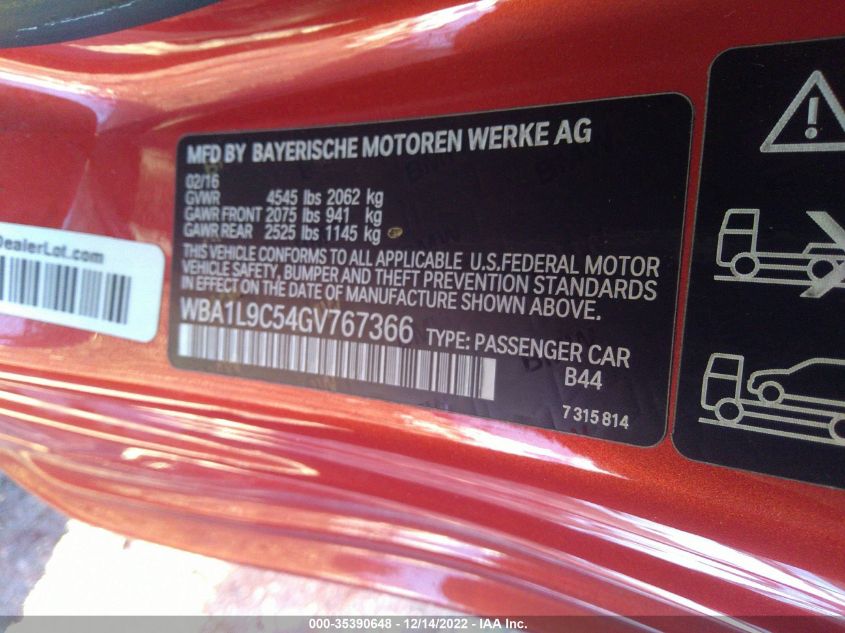 MFD BY BAYERISCHE MOTOREN WERKE AG
02/16
GVWR 4545 lbs 2062 kg
GAWR FRONT 2075 lbs 941 kg
GAWR REAR 2525 lbs 1145 kg
THIS VEHICLE CONFORMS TO ALL APPLICABLE U.S.FEDERAL MOTOR
VEHICLE SAFETY, BUMPER AND THEFT PREVENTION STANDARDS
IN EFFECT ON THE DATE OF MANUFACTURE SHOWN ABOVE.
WBA1L9C54GV767366 TYPE: PASSENGER CAR
B44
7 315 814
DealerLot.com
000-35390648 - 12/14/2022 - IAA Inc.